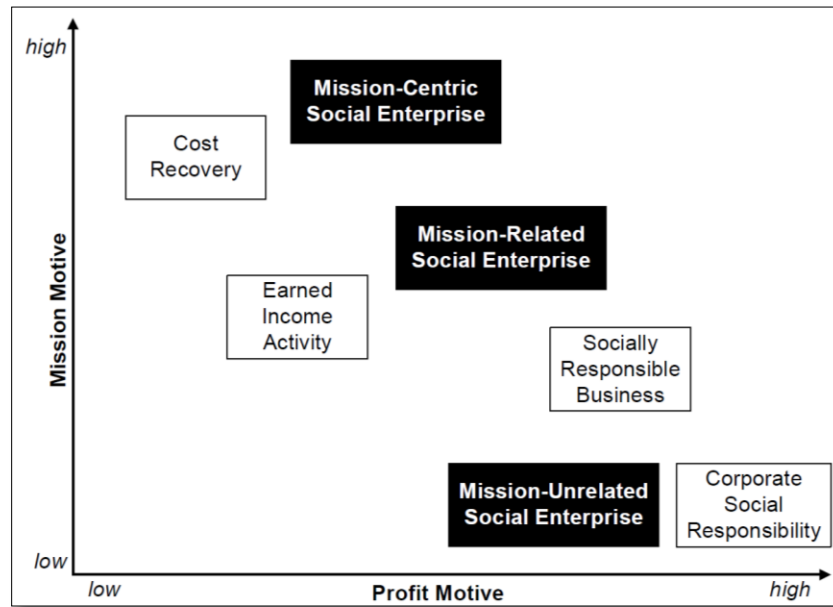 high
Mission-Centric
Social Enterprise
Cost
Recovery
Mission-Related
Social Enterprise
Earned
Income
Activity
Socially
Responsible
Business
Mission Motive
Mission-Unrelated
Social Enterprise
Corporate
Social
Responsibility
low
low
Profit Motive
high